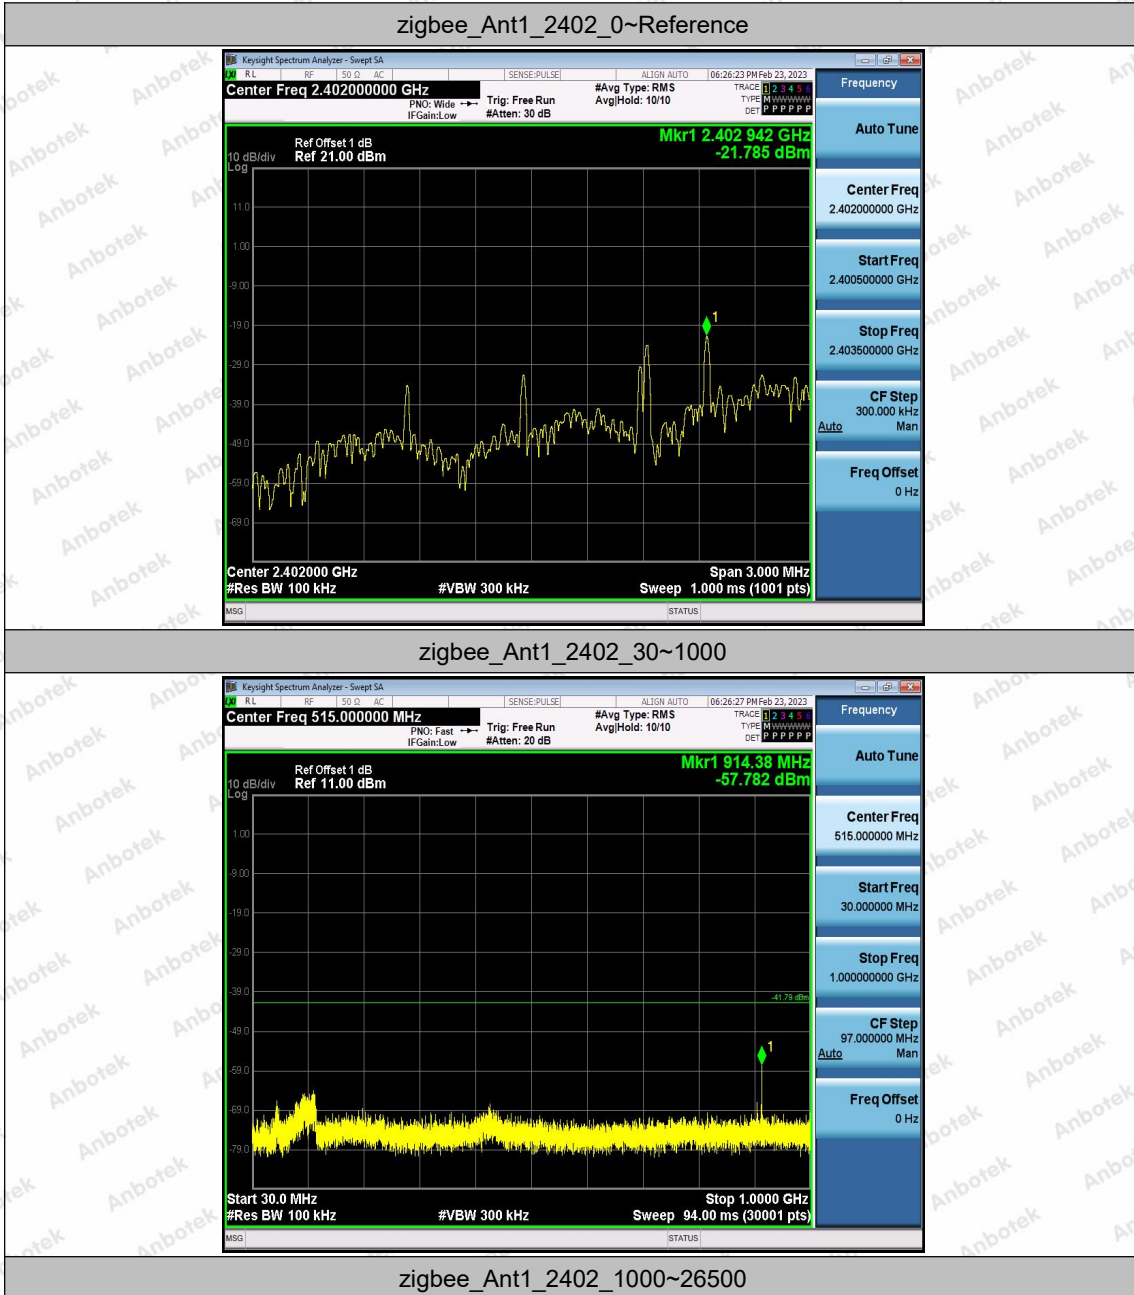 zigbee_Ant1_2402_0~Reference
Keysight Spectrum Analyzer - Swept SA
LXI RL RF 50 Ω AC SENSE:PULSE ALIGN AUTO 06:26:23 PM Feb 23, 2023
Center Freq 2.402000000 GHz
PNO: Wide
IFGain:Low
Trig: Free Run
#Atten: 30 dB
#Avg Type: RMS
Avg|Hold: 10/10
TRACE 1 2 3 4 5 6
TYPE M WWWWW
DET P P P P P P
Mkr1 2.402 942 GHz
-21.785 dBm
Ref Offset 1 dB
10 dB/div Ref 21.00 dBm
Log
11.0
1.00
-9.00
-19.0
-29.0
-39.0
-49.0
-59.0
-69.0
1
Center 2.402000 GHz Span 3.000 MHz
#Res BW 100 kHz #VBW 300 kHz Sweep 1.000 ms (1001 pts)
MSG STATUS
Frequency
Auto Tune
Center Freq
2.402000000 GHz
Start Freq
2.400500000 GHz
Stop Freq
2.403500000 GHz
CF Step
300.000 kHz
Auto Man
Freq Offset
0 Hz
zigbee_Ant1_2402_30~1000
Keysight Spectrum Analyzer - Swept SA
LXI RL RF 50 Ω AC SENSE:PULSE ALIGN AUTO 06:26:27 PM Feb 23, 2023
Center Freq 515.000000 MHz
PNO: Fast
IFGain:Low
Trig: Free Run
#Atten: 20 dB
#Avg Type: RMS
Avg|Hold: 10/10
TRACE 1 2 3 4 5 6
TYPE M WWWWW
DET P P P P P P
Mkr1 914.38 MHz
-57.782 dBm
Ref Offset 1 dB
10 dB/div Ref 11.00 dBm
Log
1.00
-9.00
-19.0
-29.0
-39.0
-49.0
-59.0
-69.0
-79.0
-41.79 dBm
1
Start 30.0 MHz Stop 1.0000 GHz
#Res BW 100 kHz #VBW 300 kHz Sweep 94.00 ms (30001 pts)
MSG STATUS
Frequency
Auto Tune
Center Freq
515.000000 MHz
Start Freq
30.000000 MHz
Stop Freq
1.000000000 GHz
CF Step
97.000000 MHz
Auto Man
Freq Offset
0 Hz
zigbee_Ant1_2402_1000~26500
Anbotek